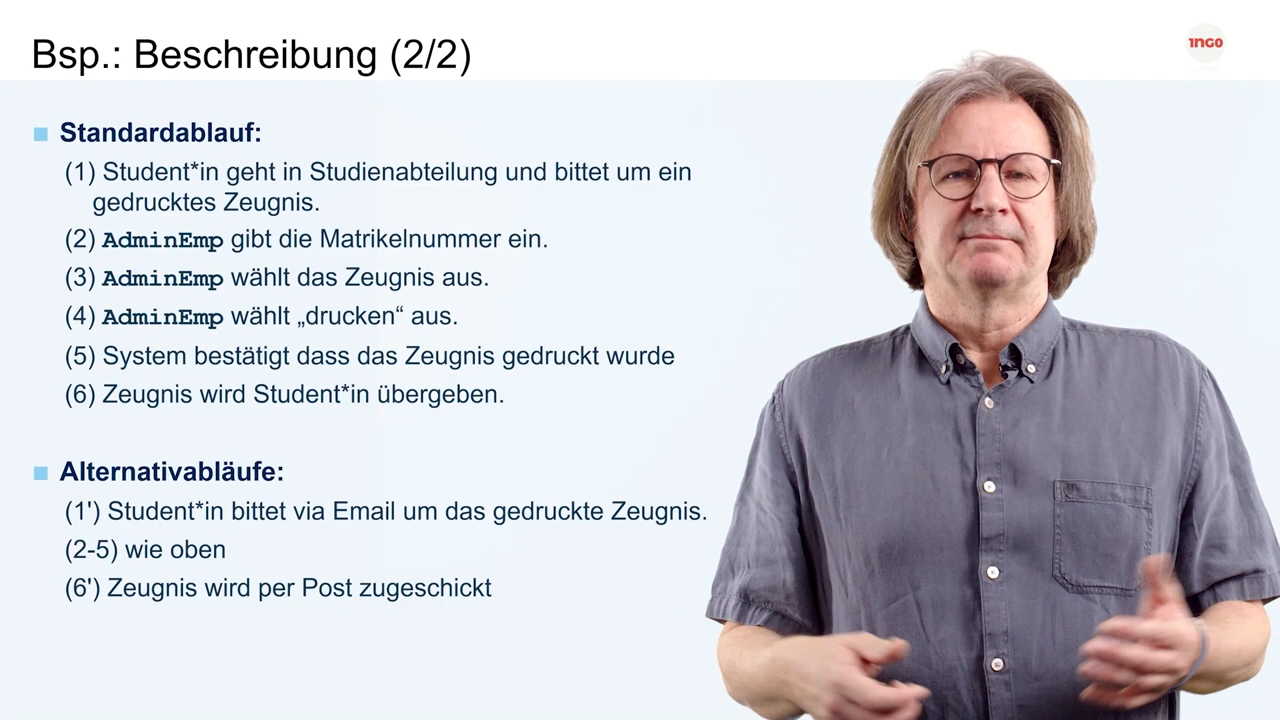 Bsp.: Beschreibung (2/2)
1NGO
■ Standardablauf:
(1) Student*in geht in Studienabteilung und bittet um ein
gedrucktes Zeugnis.
(2) AdminEmp gibt die Matrikelnummer ein.
(3) AdminEmp wählt das Zeugnis aus.
(4) AdminEmp wählt „drucken“ aus.
(5) System bestätigt dass das Zeugnis gedruckt wurde
(6) Zeugnis wird Student*in übergeben.
■ Alternativabläufe:
(1') Student*in bittet via Email um das gedruckte Zeugnis.
(2-5) wie oben
(6') Zeugnis wird per Post zugeschickt